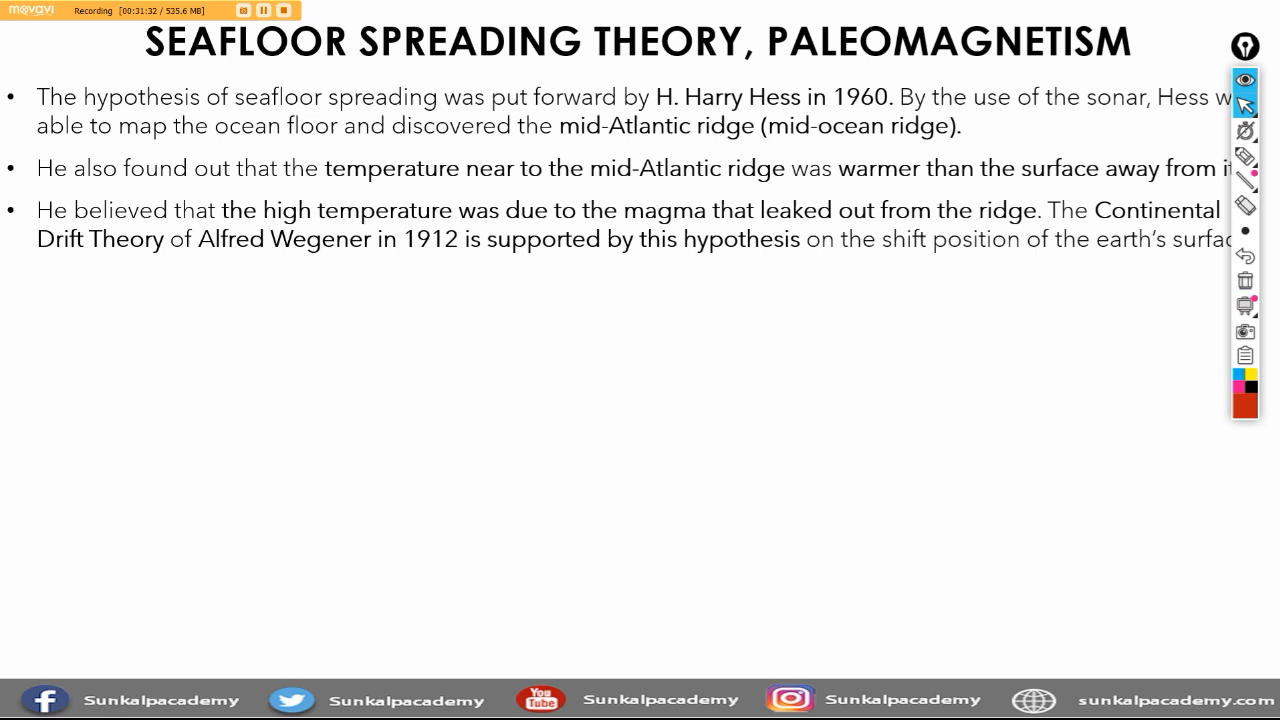 movavi Recording [00:31:32 / 535.6 MB]
SEAFLOOR SPREADING THEORY, PALEOMAGNETISM
• The hypothesis of seafloor spreading was put forward by H. Harry Hess in 1960. By the use of the sonar, Hess w
able to map the ocean floor and discovered the mid-Atlantic ridge (mid-ocean ridge).
• He also found out that the temperature near to the mid-Atlantic ridge was warmer than the surface away from it
• He believed that the high temperature was due to the magma that leaked out from the ridge. The Continental
Drift Theory of Alfred Wegener in 1912 is supported by this hypothesis on the shift position of the earth's surfac
Sunkalpacademy Sunkalpacademy You Tube Sunkalpacademy Sunkalpacademy sunkalpacademy.com